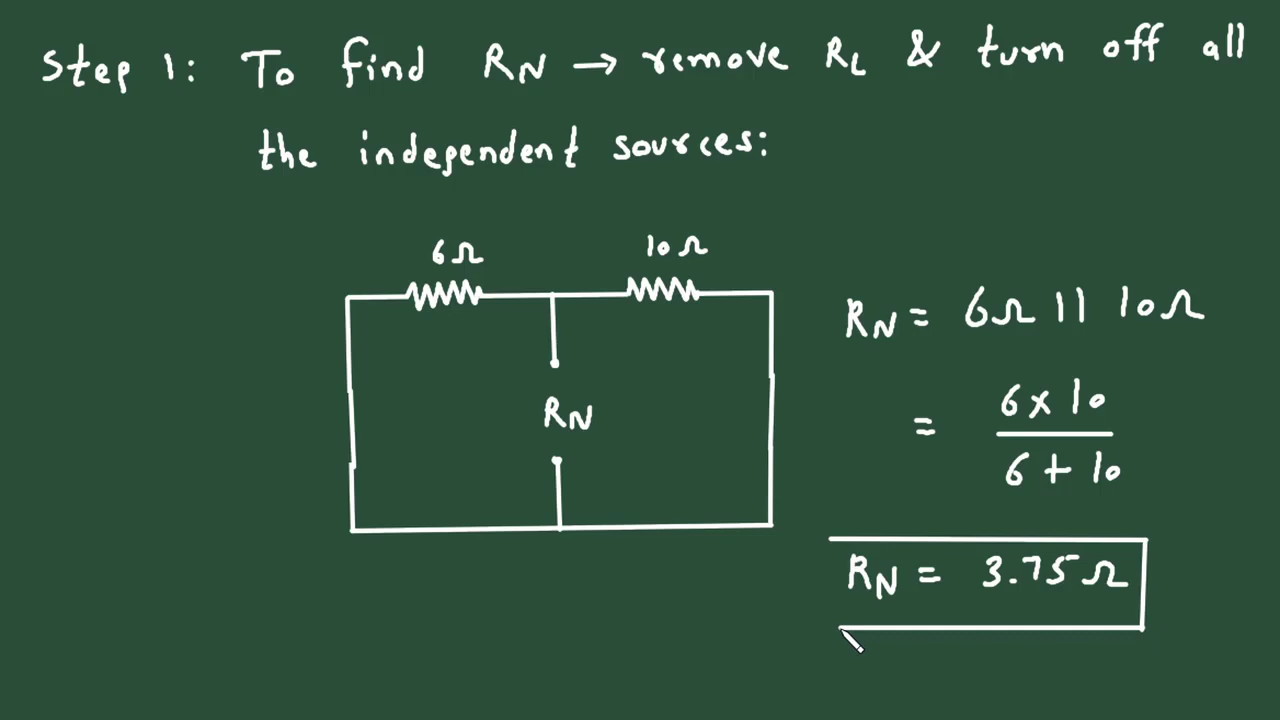 Step 1: To find RN → remove RL & turn off all
the independent sources:
6Ω
10Ω
RN
RN = 6Ω || 10Ω
= 6 x 10
6 + 10
RN = 3.75Ω